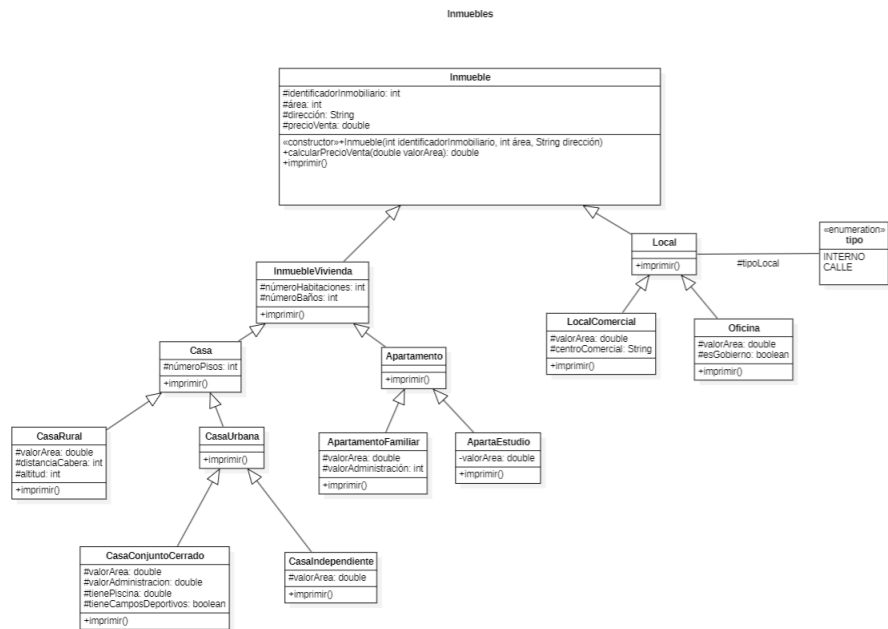 Inmuebles
Inmueble
#identificadorInmobiliario: int
#área: int
#dirección: String
#precioVenta: double
«constructor»+Inmueble(int identificadorInmobiliario, int área, String dirección)
+calcularPrecioVenta(double valorArea): double
+imprimir()
Local
+imprimir()
#tipoLocal
«enumeration»
tipo
INTERNO
CALLE
InmuebleVivienda
#númeroHabitaciones: int
#númeroBaños: int
+imprimir()
LocalComercial
#valorArea: double
#centroComercial: String
+imprimir()
Oficina
#valorArea: double
#esGobierno: boolean
+imprimir()
Casa
#númeroPisos: int
+imprimir()
Apartamento
+imprimir()
CasaRural
#valorArea: double
#distanciaCabera: int
#altitud: int
+imprimir()
CasaUrbana
+imprimir()
ApartamentoFamiliar
#valorArea: double
#valorAdministración: int
+imprimir()
ApartaEstudio
-valorArea: double
+imprimir()
CasaConjuntoCerrado
#valorArea: double
#valorAdministracion: double
#tienePiscina: double
#tieneCamposDeportivos: boolean
+imprimir()
CasaIndependiente
#valorArea: double
+imprimir()